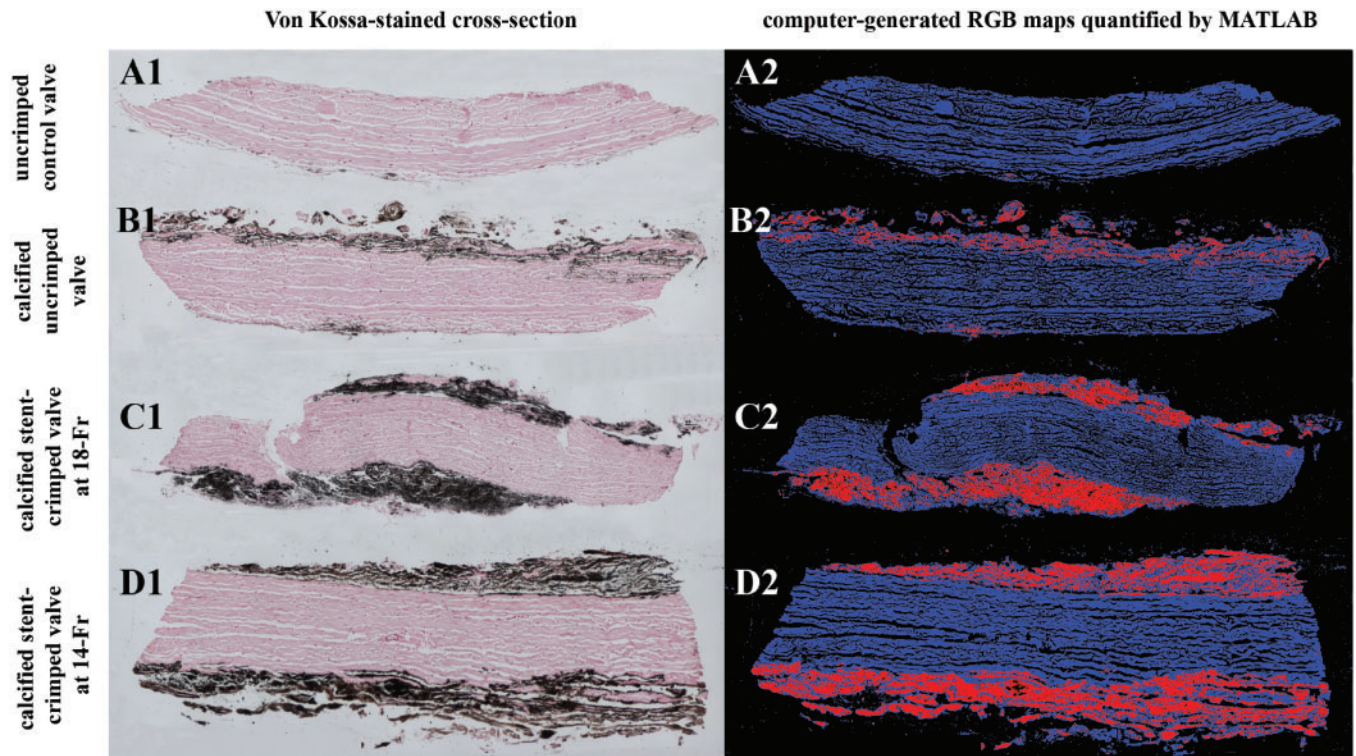 Von Kossa-stained cross-section
computer-generated RGB maps quantified by MATLAB
uncrimped
control valve
A1
A2
calcified
uncrimped
valve
B1
B2
calcified stent-
crimped valve
at 18-Fr
C1
C2
calcified stent-
crimped valve
at 14-Fr
D1
D2